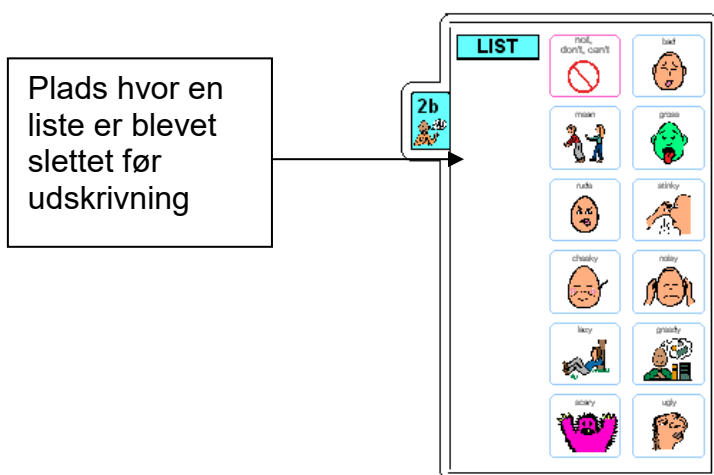 Plads hvor en
liste er blevet
slettet før
udskrivning
2b
LIST
not,
don't, can't
bad
mean
gross
rude
stinky
cheeky
noisy
lazy
greedy
scary
ugly